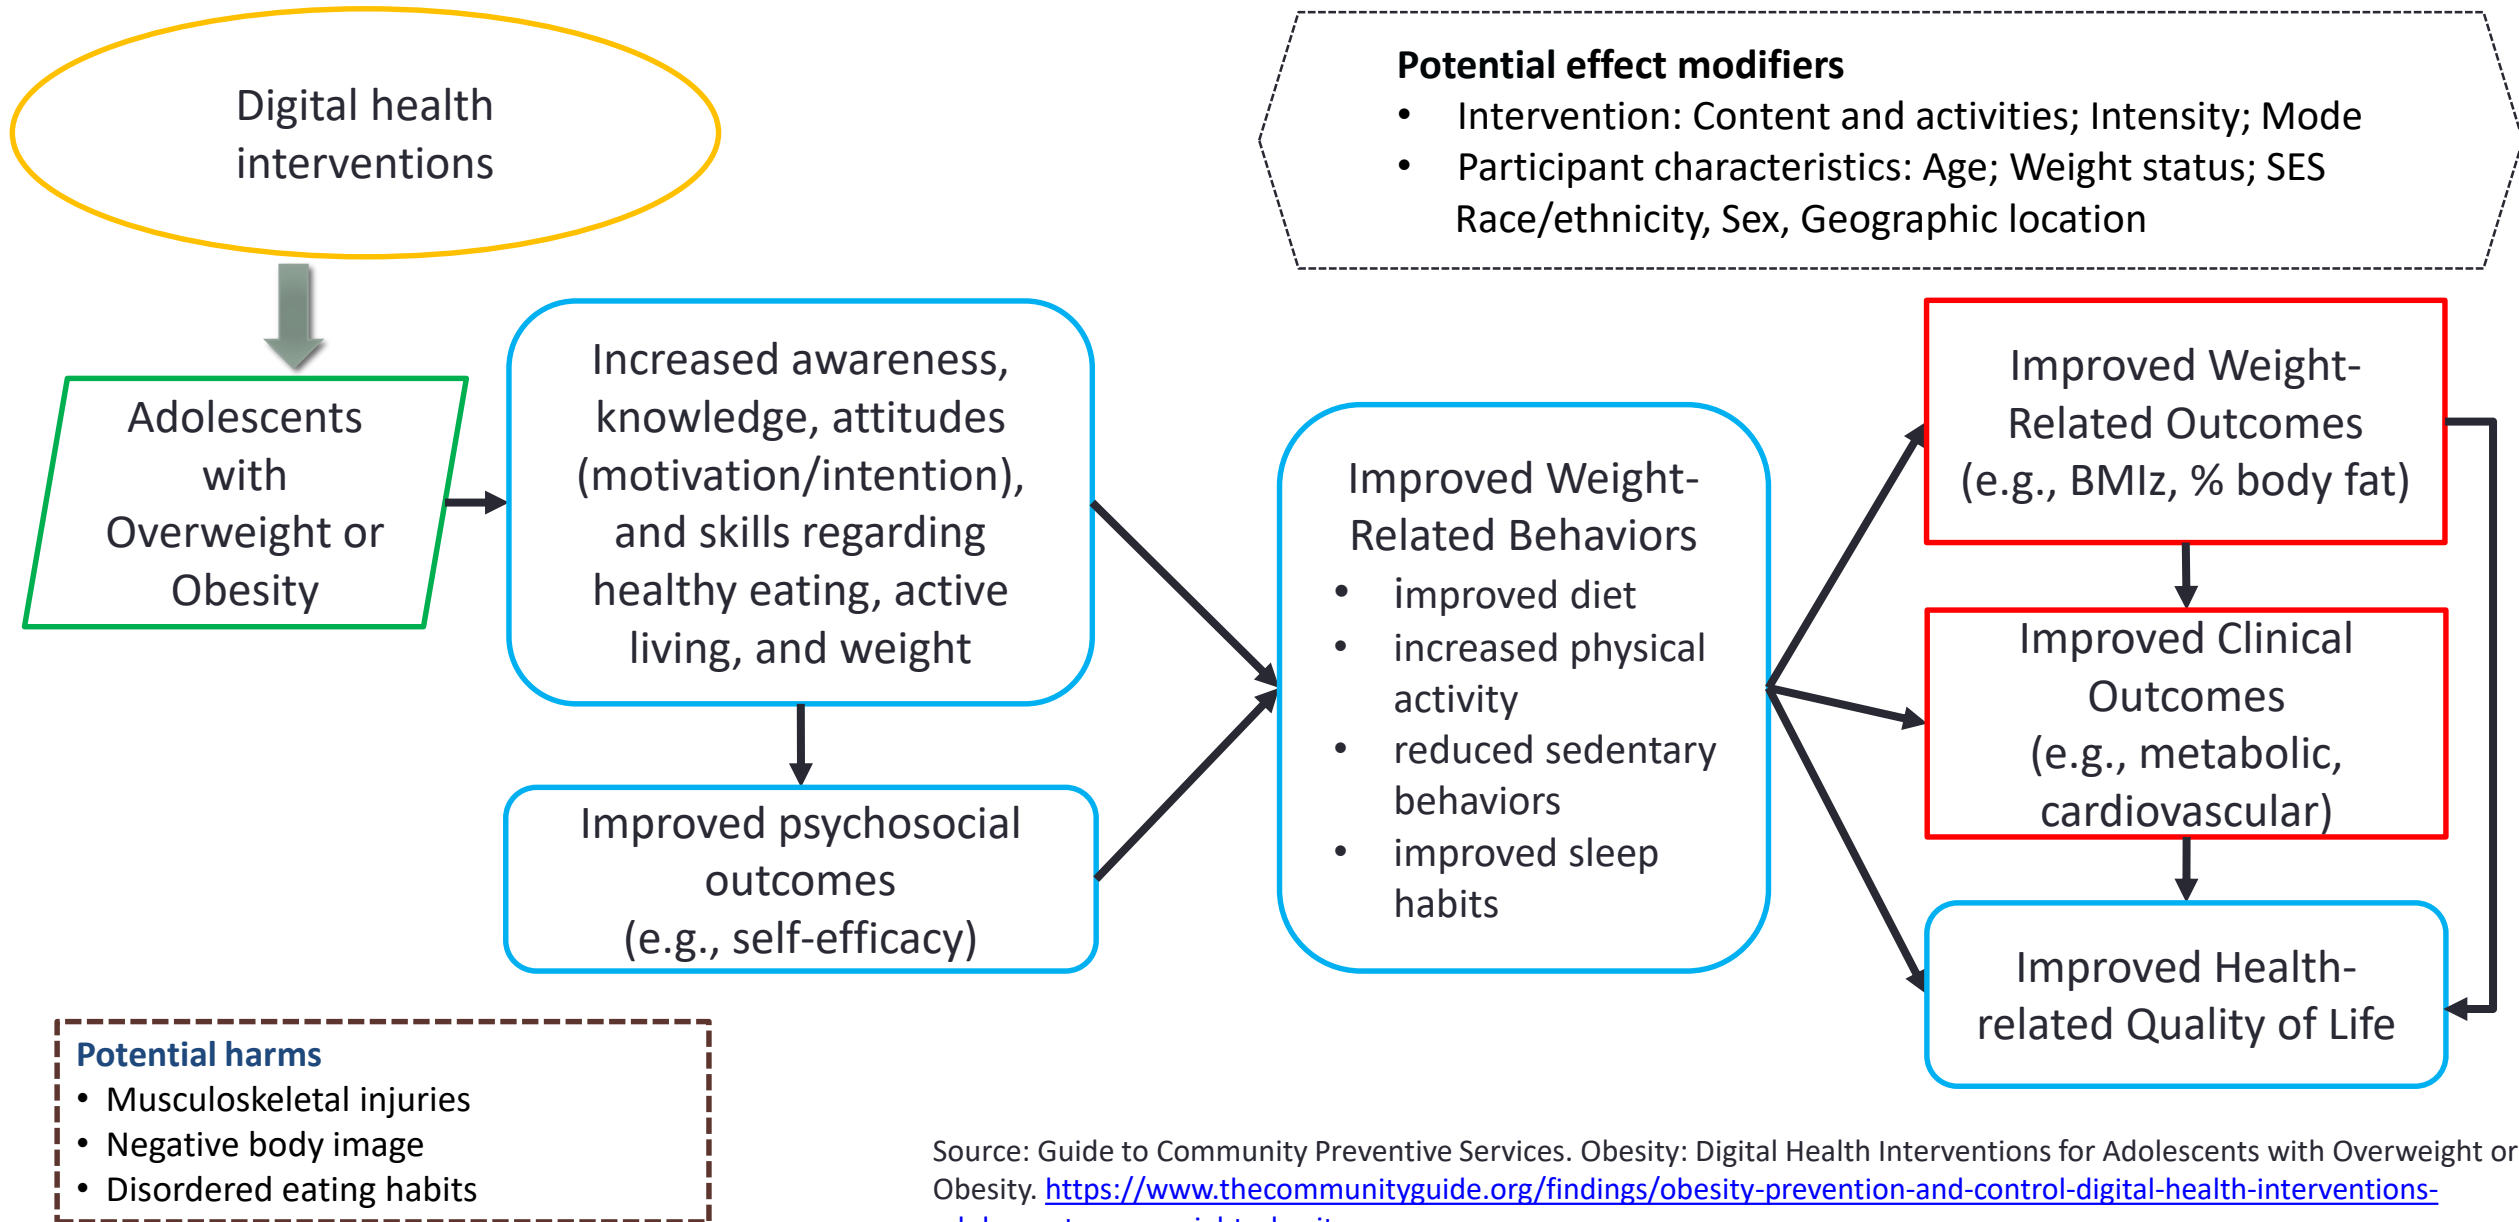 Digital health
interventions
Potential effect modifiers
• Intervention: Content and activities; Intensity; Mode
• Participant characteristics: Age; Weight status; SES
Race/ethnicity, Sex, Geographic location
Adolescents
with
Overweight or
Obesity
Increased awareness,
knowledge, attitudes
(motivation/intention),
and skills regarding
healthy eating, active
living, and weight
Improved psychosocial
outcomes
(e.g., self-efficacy)
Improved Weight-
Related Behaviors
• improved diet
• increased physical
activity
• reduced sedentary
behaviors
• improved sleep
habits
Improved Weight-
Related Outcomes
(e.g., BMIz, % body fat)
Improved Clinical
Outcomes
(e.g., metabolic,
cardiovascular)
Improved Health-
related Quality of Life
Potential harms
• Musculoskeletal injuries
• Negative body image
• Disordered eating habits
Source: Guide to Community Preventive Services. Obesity: Digital Health Interventions for Adolescents with Overweight or
Obesity. https://www.thecommunityguide.org/findings/obesity-prevention-and-control-digital-health-interventions-